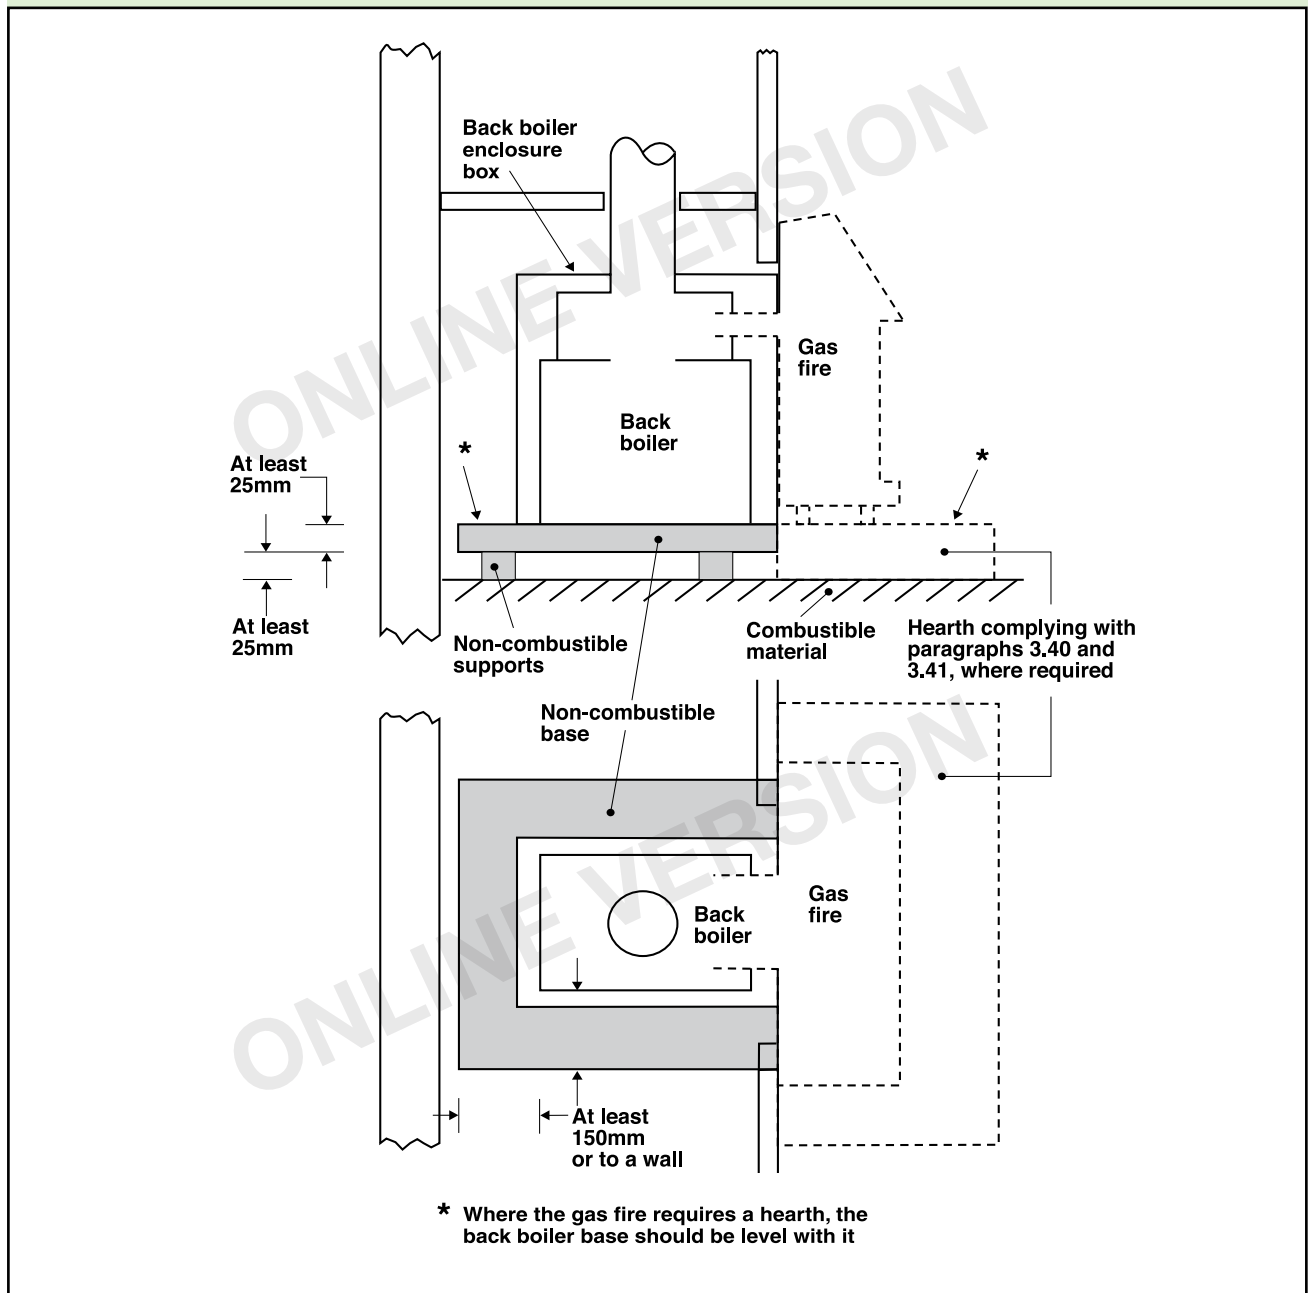 ONLINE VERSION
Back boiler
enclosure
box
Gas
fire
Back
boiler
*
*
At least
25mm
At least
25mm
Non-combustible
supports
Combustible
material
Hearth complying with
paragraphs 3.40 and
3.41, where required
Non-combustible
base
ONLINE VERSION
Gas
fire
Back
boiler
At least
150mm
or to a wall
* Where the gas fire requires a hearth, the
back boiler base should be level with it